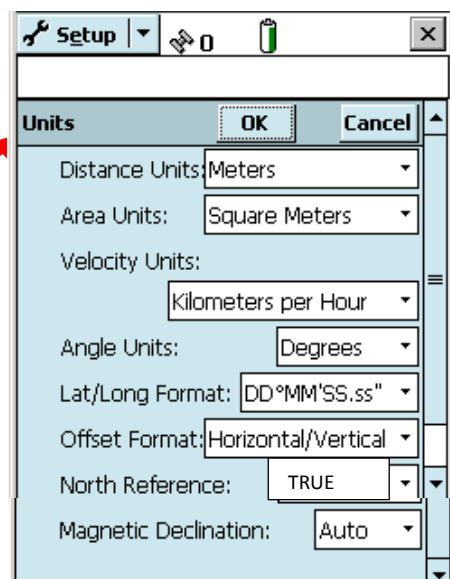 Setup 0
Units OK Cancel
Distance Units: Meters
Area Units: Square Meters
Velocity Units:
Kilometers per Hour
Angle Units: Degrees
Lat/Long Format: DD°MM'SS.ss"
Offset Format: Horizontal/Vertical
North Reference: TRUE
Magnetic Declination: Auto